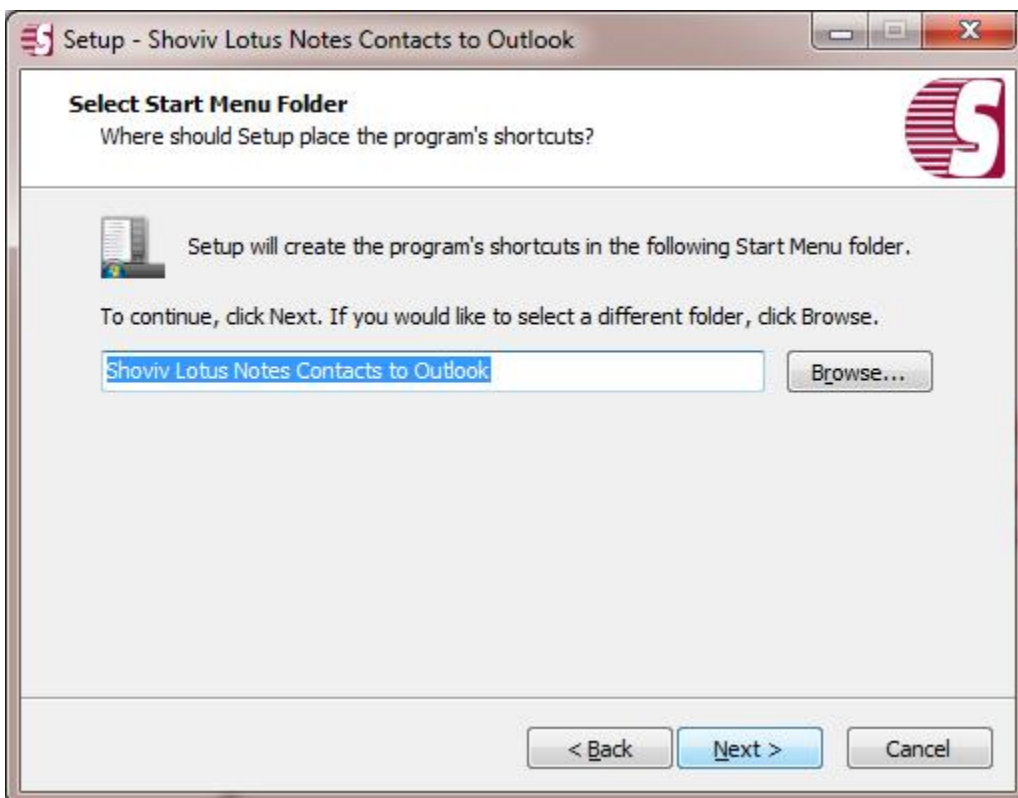 Setup - Shoviv Lotus Notes Contacts to Outlook
Select Start Menu Folder
Where should Setup place the program's shortcuts?
S
Setup will create the program's shortcuts in the following Start Menu folder.
To continue, click Next. If you would like to select a different folder, click Browse.
Shoviv Lotus Notes Contacts to Outlook
Browse...
< Back
Next >
Cancel